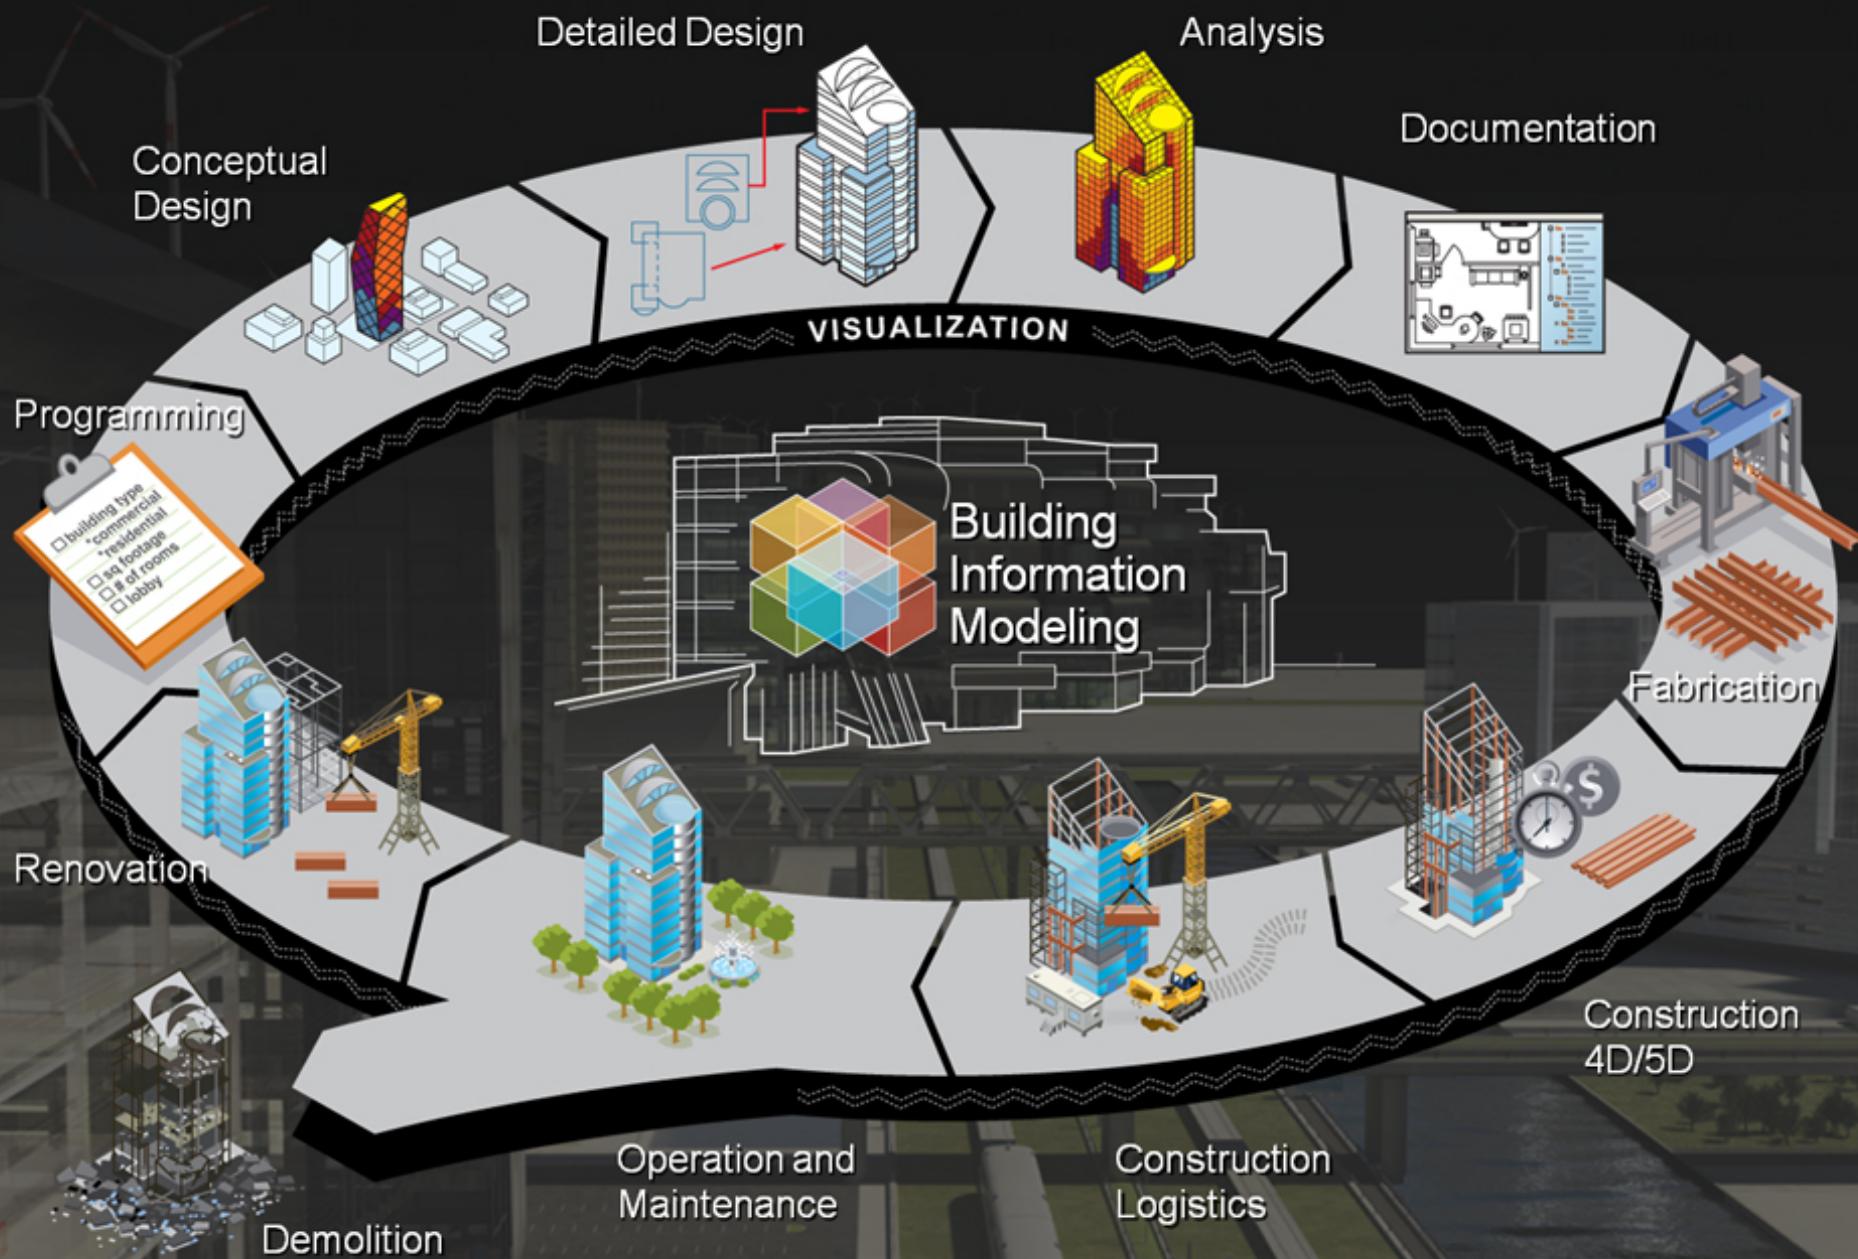 Detailed Design
Analysis
Documentation
Conceptual
Design
VISUALIZATION
Programming
building type
*commercial
*residential
sq footage
# of rooms
lobby
Building
Information
Modeling
Fabrication
$
Renovation
Construction
4D/5D
Operation and
Maintenance
Construction
Logistics
Demolition